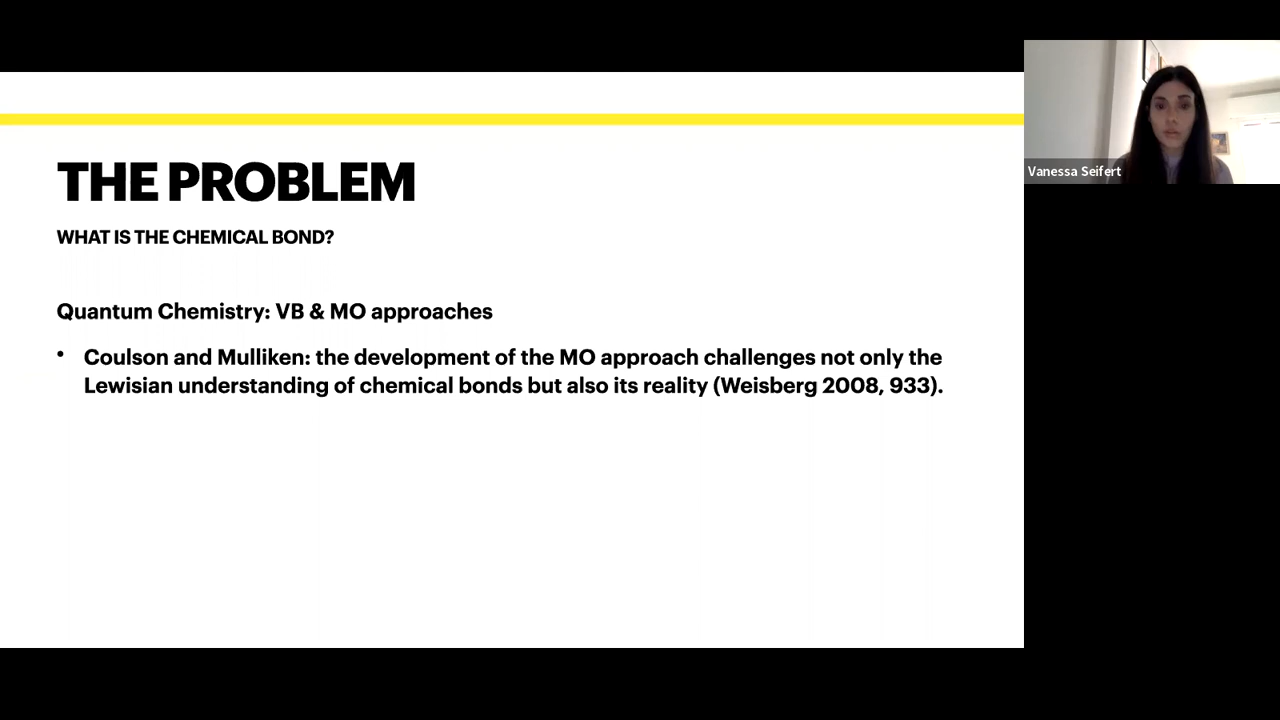 THE PROBLEM
WHAT IS THE CHEMICAL BOND?
Quantum Chemistry: VB & MO approaches
• Coulson and Mulliken: the development of the MO approach challenges not only the
Lewisian understanding of chemical bonds but also its reality (Weisberg 2008, 933).
Vanessa Seifert